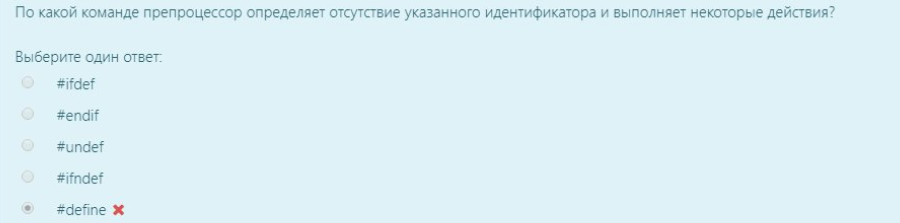 По какой команде препроцессор определяет отсутствие указанного идентификатора и выполняет некоторые действия?
Выберите один ответ:
#ifdef
#endif
#undef
#ifndef
#define